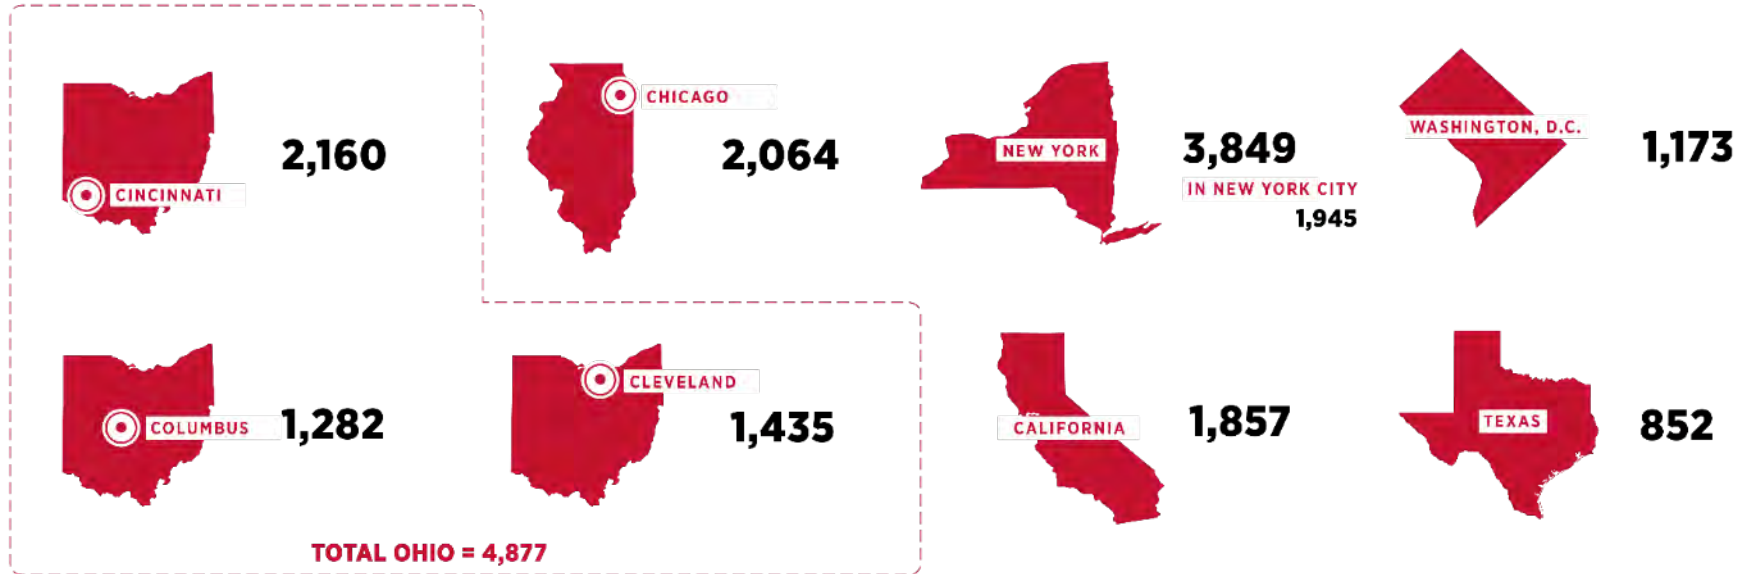 CINCINNATI
2,160
CHICAGO
2,064
NEW YORK
3,849
IN NEW YORK CITY
1,945
WASHINGTON, D.C.
1,173
COLUMBUS
1,282
CLEVELAND
1,435
CALIFORNIA
1,857
TEXAS
852
TOTAL OHIO = 4,877